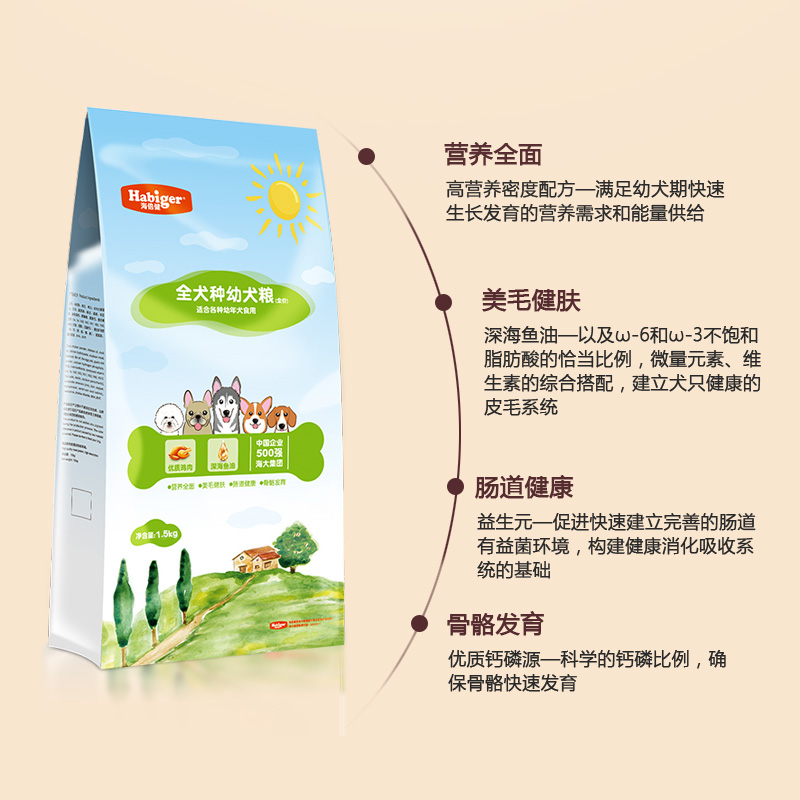 Habiger
海倍健
全犬种幼犬粮(全价)
适合各种幼年犬食用
优质鸡肉
深海鱼油
中国企业
500强
海大集团
•营养全面 •美毛健肤 •肠道健康 •骨骼发育
净含量:1.5kg
Habiger
营养全面
高营养密度配方—满足幼犬期快速
生长发育的营养需求和能量供给
美毛健肤
深海鱼油—以及ω-6和ω-3不饱和
脂肪酸的恰当比例，微量元素、维
生素的综合搭配，建立犬只健康的
皮毛系统
肠道健康
益生元—促进快速建立完善的肠道
有益菌环境，构建健康消化吸收系
统的基础
骨骼发育
优质钙磷源—科学的钙磷比例，确
保骨骼快速发育